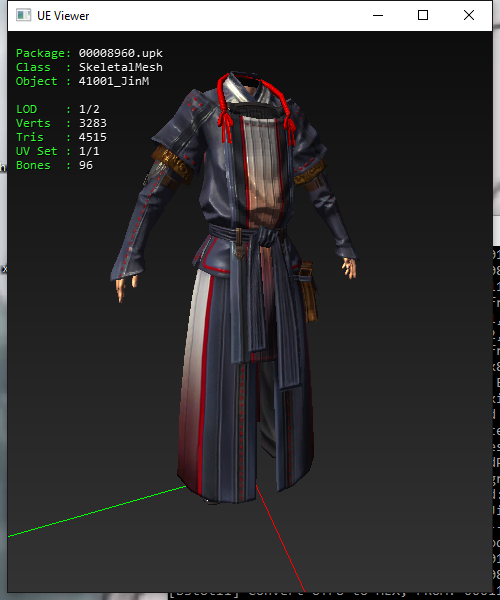 UE Viewer
Package: 00008960.upk
Class : SkeletalMesh
Object : 41001_JinM
LOD : 1/2
Verts : 3283
Tris : 4515
UV Set : 1/1
Bones : 96